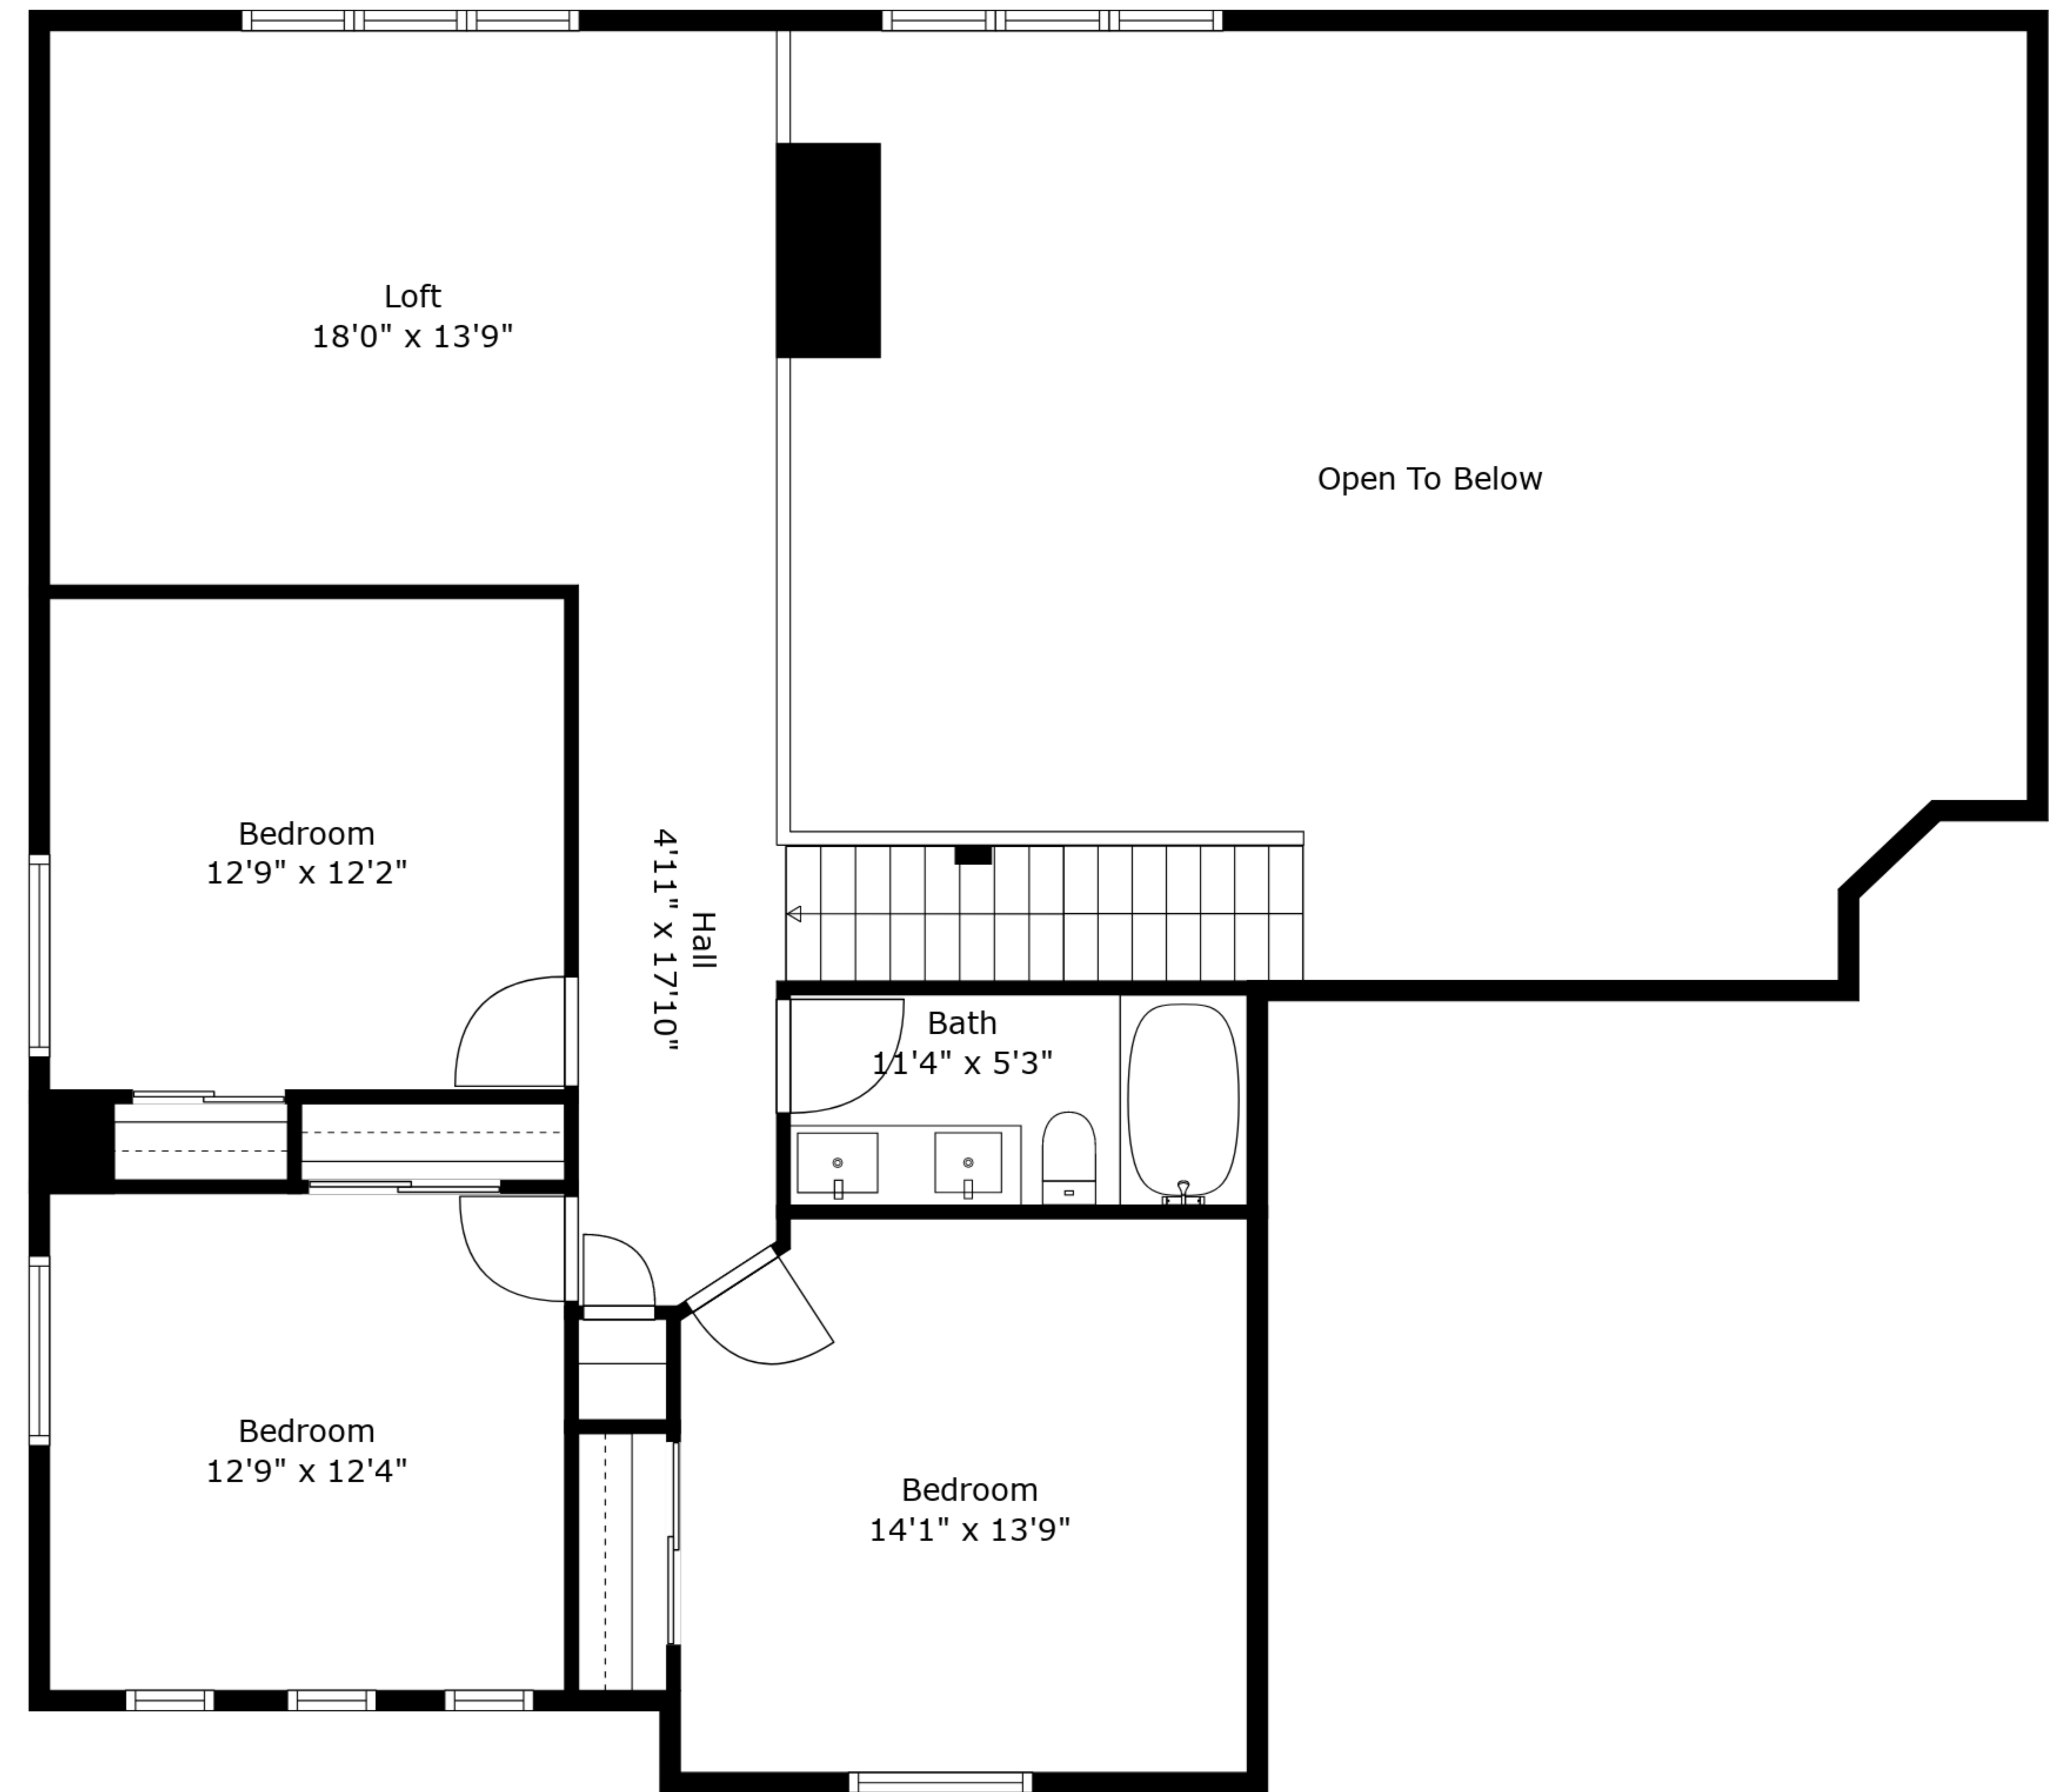 Loft
18'0" x 13'9"
Open To Below
Bedroom
12'9" x 12'2"
Hall
4'11" x 17'10"
Bath
11'4" x 5'3"
Bedroom
12'9" x 12'4"
Bedroom
14'1" x 13'9"